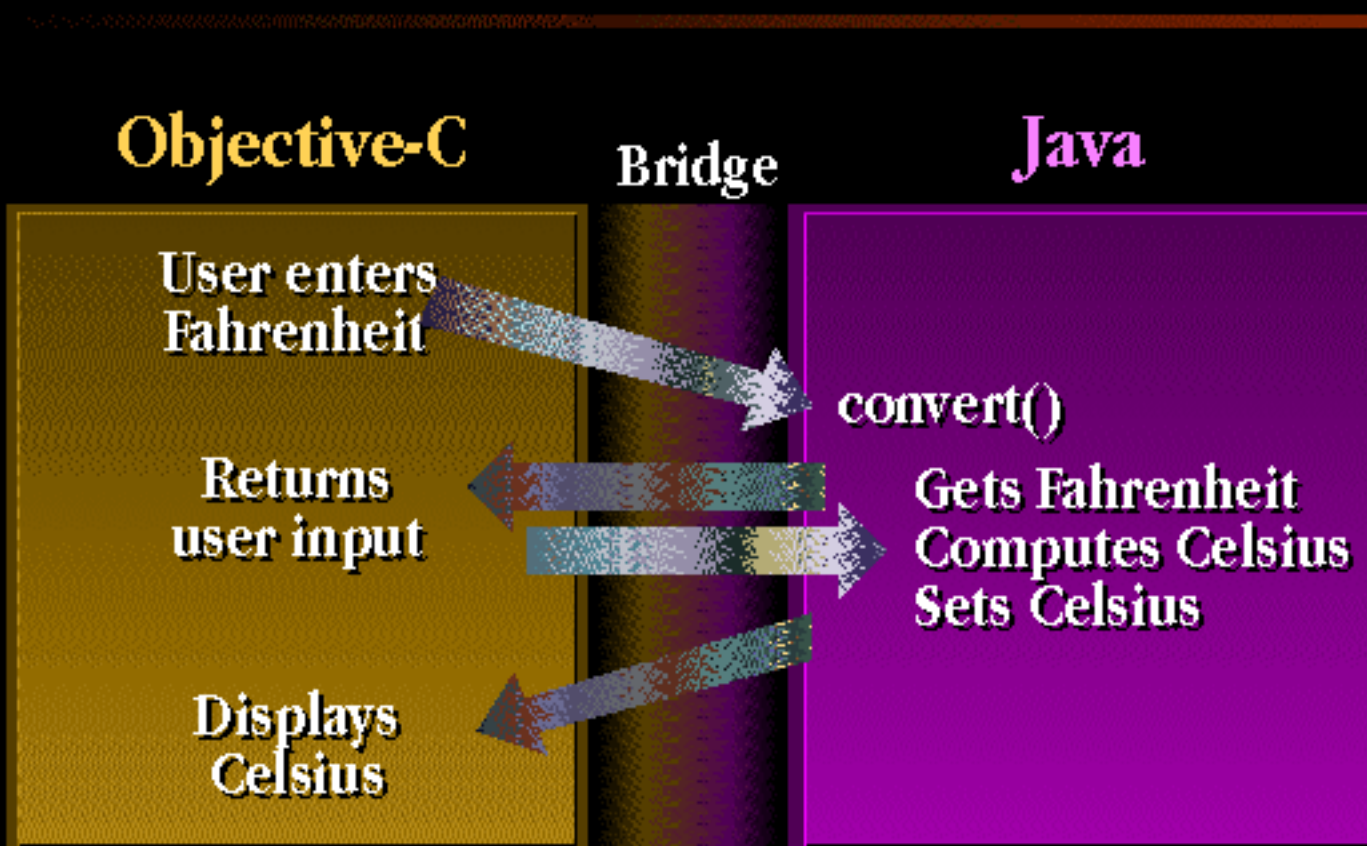 Objective-C
Bridge
Java
User enters
Fahrenheit
convert()
Returns
user input
Gets Fahrenheit
Computes Celsius
Sets Celsius
Displays
Celsius